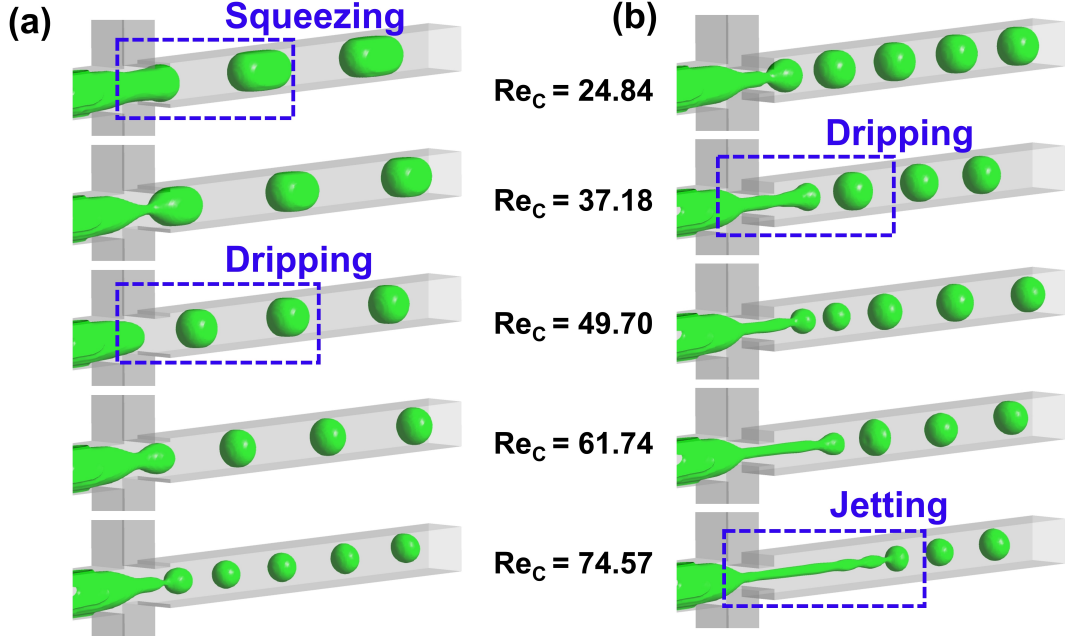 (a)
Squeezing
(b)
Re_C = 24.84
Dripping
Re_C = 37.18
Dripping
Re_C = 49.70
Re_C = 61.74
Jetting
Re_C = 74.57